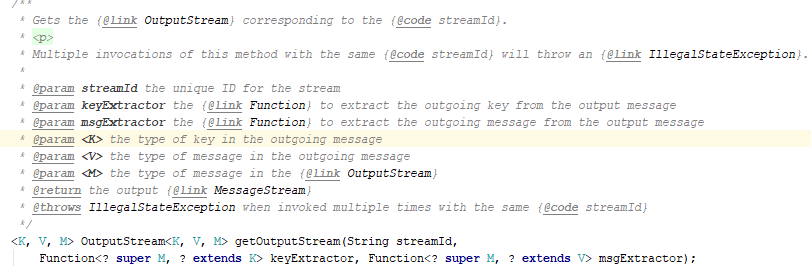 /**
* Gets the {@link OutputStream} corresponding to the {@code streamId}.
* <p>
* Multiple invocations of this method with the same {@code streamId} will throw an {@link IllegalStateException}.
*
* @param streamId the unique ID for the stream
* @param keyExtractor the {@link Function} to extract the outgoing key from the output message
* @param msgExtractor the {@link Function} to extract the outgoing message from the output message
* @param <K> the type of key in the outgoing message
* @param <V> the type of message in the outgoing message
* @param <M> the type of message in the {@link OutputStream}
* @return the output {@link MessageStream}
* @throws IllegalStateException when invoked multiple times with the same {@code streamId}
*/
<K, V, M> OutputStream<K, V, M> getOutputStream(String streamId,
Function<? super M, ? extends K> keyExtractor, Function<? super M, ? extends V> msgExtractor);